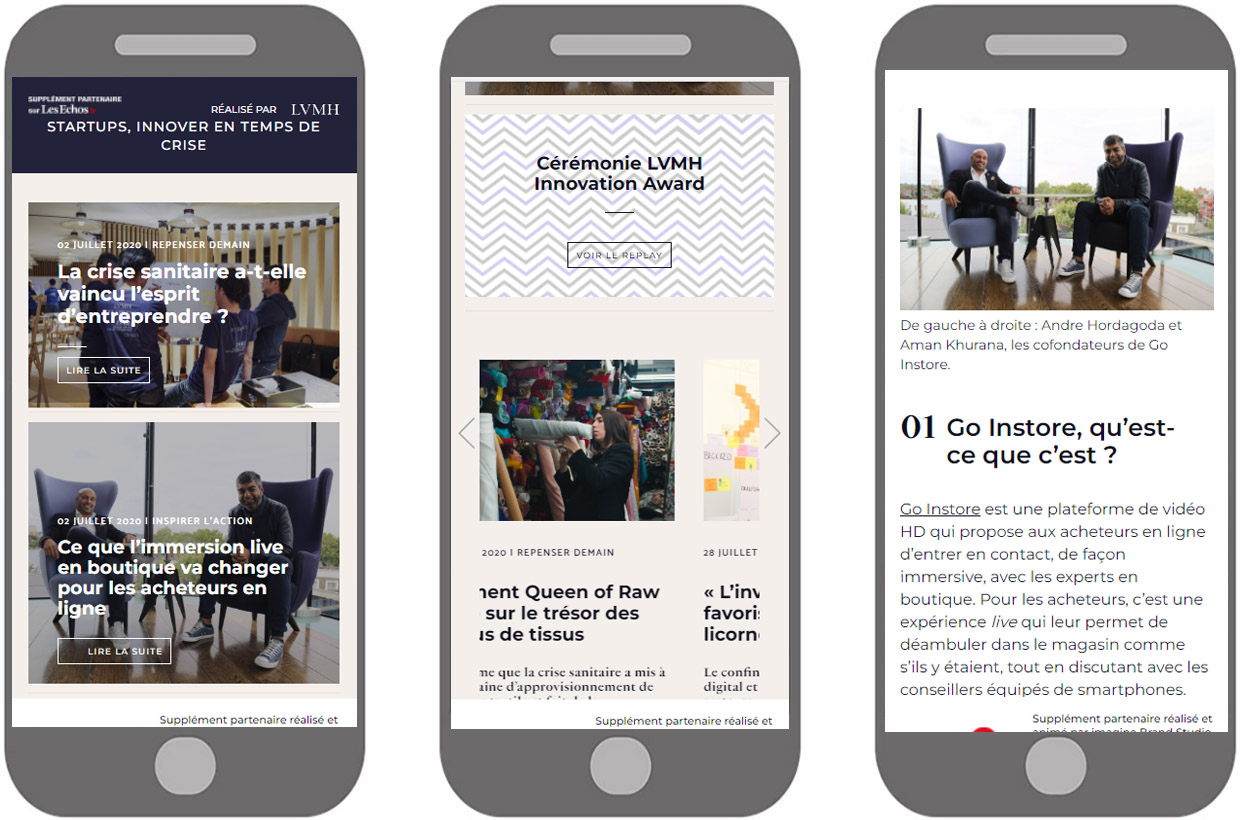 SUPPLÉMENT PARTENAIRE
sur Les Echos.fr
RÉALISÉ PAR LVMH
STARTUPS, INNOVER EN TEMPS DE
CRISE
02 JUILLET 2020 I REPENSER DEMAIN
La crise sanitaire a-t-elle
vaincu l’esprit
d’entreprendre ?
LIRE LA SUITE
02 JUILLET 2020 I INSPIRER L’ACTION
Ce que l’immersion live
en boutique va changer
pour les acheteurs en
ligne
LIRE LA SUITE
Supplément partenaire réalisé et
Cérémonie LVMH
Innovation Award
VOIR LE REPLAY
BACKED
2020 I REPENSER DEMAIN
ment Queen of Raw
sur le trésor des
us de tissus
me que la crise sanitaire a mis à
aine d’approvisionnement de
28 JUILLET
« L’inv
favoris
licorne
Le confin
digital et
Supplément partenaire réalisé et
De gauche à droite : Andre Hordagoda et
Aman Khurana, les cofondateurs de Go
Instore.
01 Go Instore, qu’est-
ce que c’est ?
Go Instore est une plateforme de vidéo
HD qui propose aux acheteurs en ligne
d’entrer en contact, de façon
immersive, avec les experts en
boutique. Pour les acheteurs, c’est une
expérience live qui leur permet de
déambuler dans le magasin comme
s’ils y étaient, tout en discutant avec les
conseillers équipés de smartphones.
Supplément partenaire réalisé et
animé par imagine Brand Studio